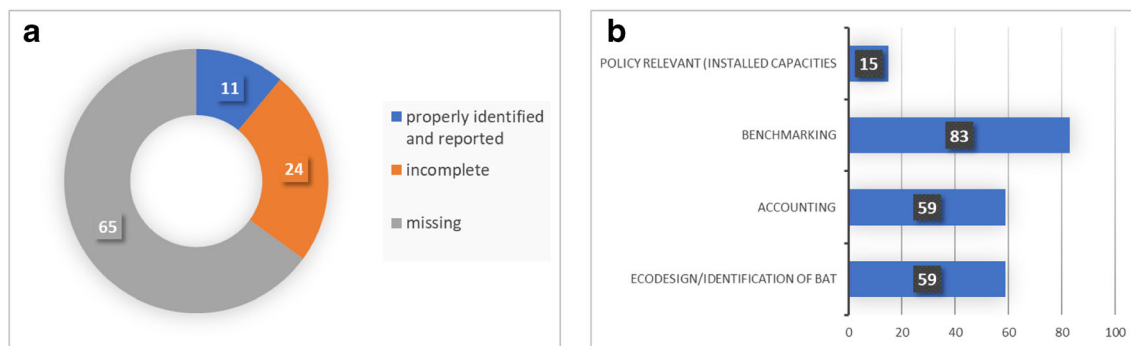 a
11
24
65
properly identified
and reported
incomplete
missing
b
POLICY RELEVANT (INSTALLED CAPACITIES
15
BENCHMARKING
83
ACCOUNTING
59
ECODESIGN/IDENTIFICATION OF BAT
59
0 20 40 60 80 100